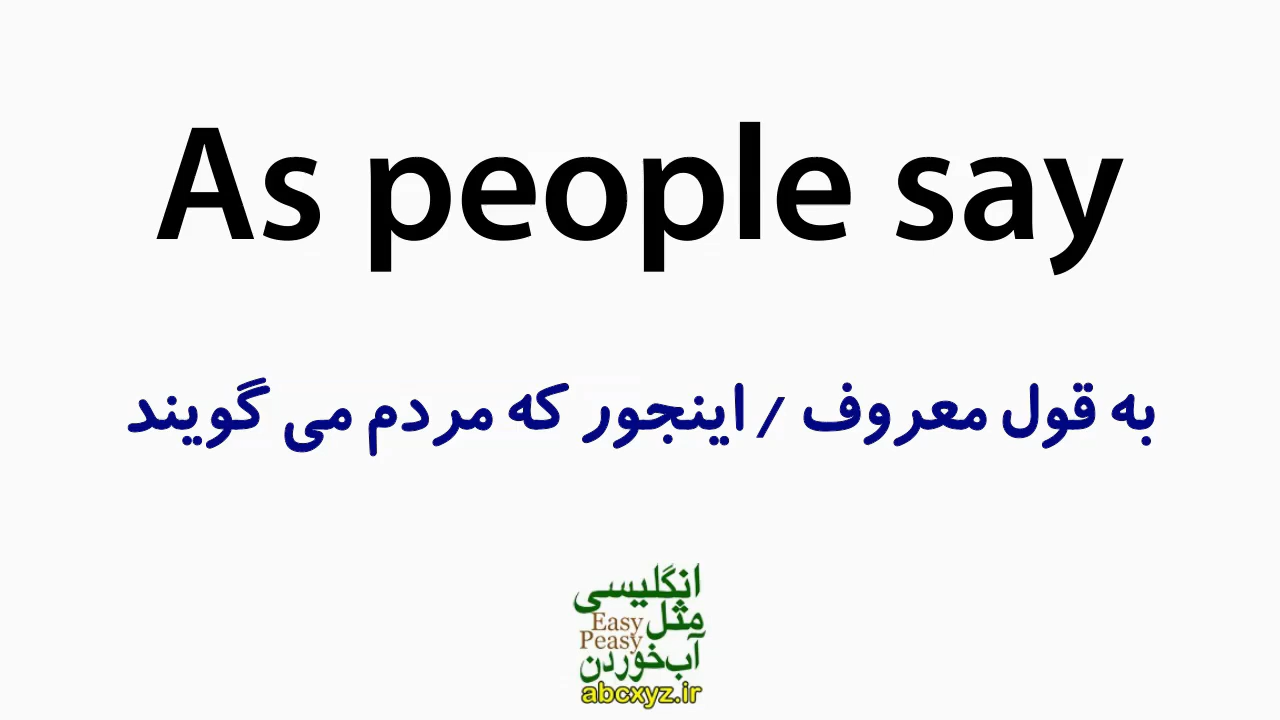 As people say
به قول معروف / اینجور که مردم می گویند
انگلیسی
مثل Easy
Peasy
آب‌خوردن
abcxyz.ir